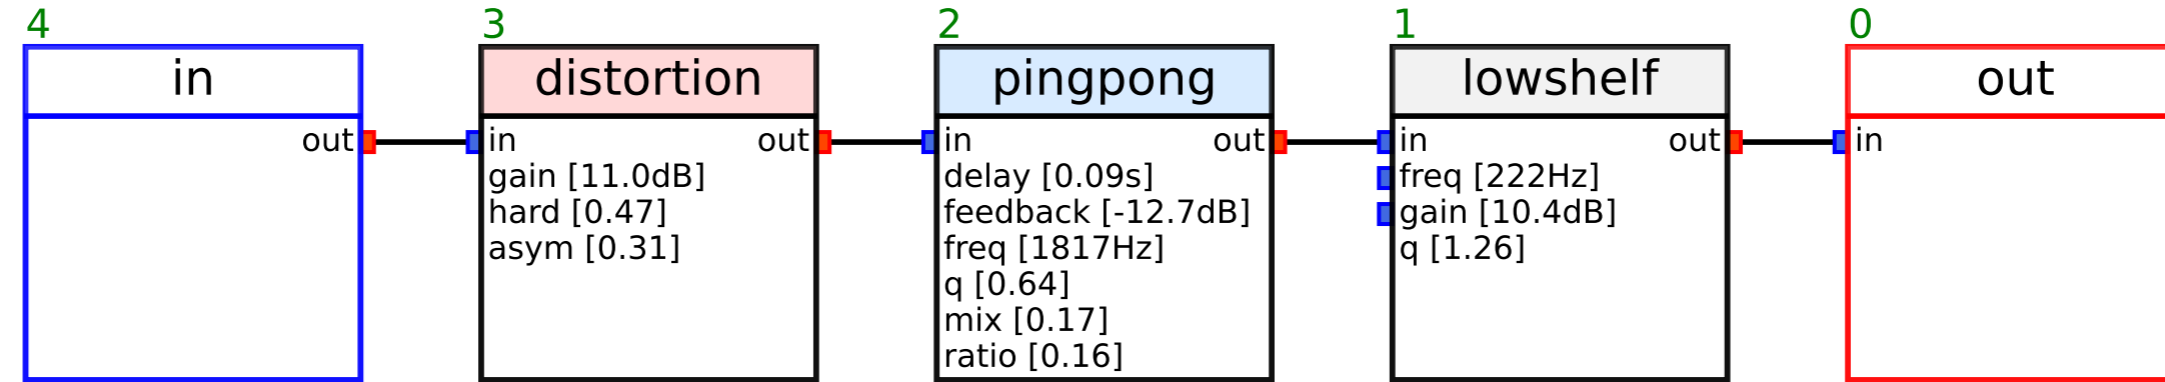 4
in
out
3
distortion
in
out
gain [11.0dB]
hard [0.47]
asym [0.31]
2
pingpong
in
out
delay [0.09s]
feedback [-12.7dB]
freq [1817Hz]
q [0.64]
mix [0.17]
ratio [0.16]
1
lowshelf
in
out
freq [222Hz]
gain [10.4dB]
q [1.26]
0
out
in